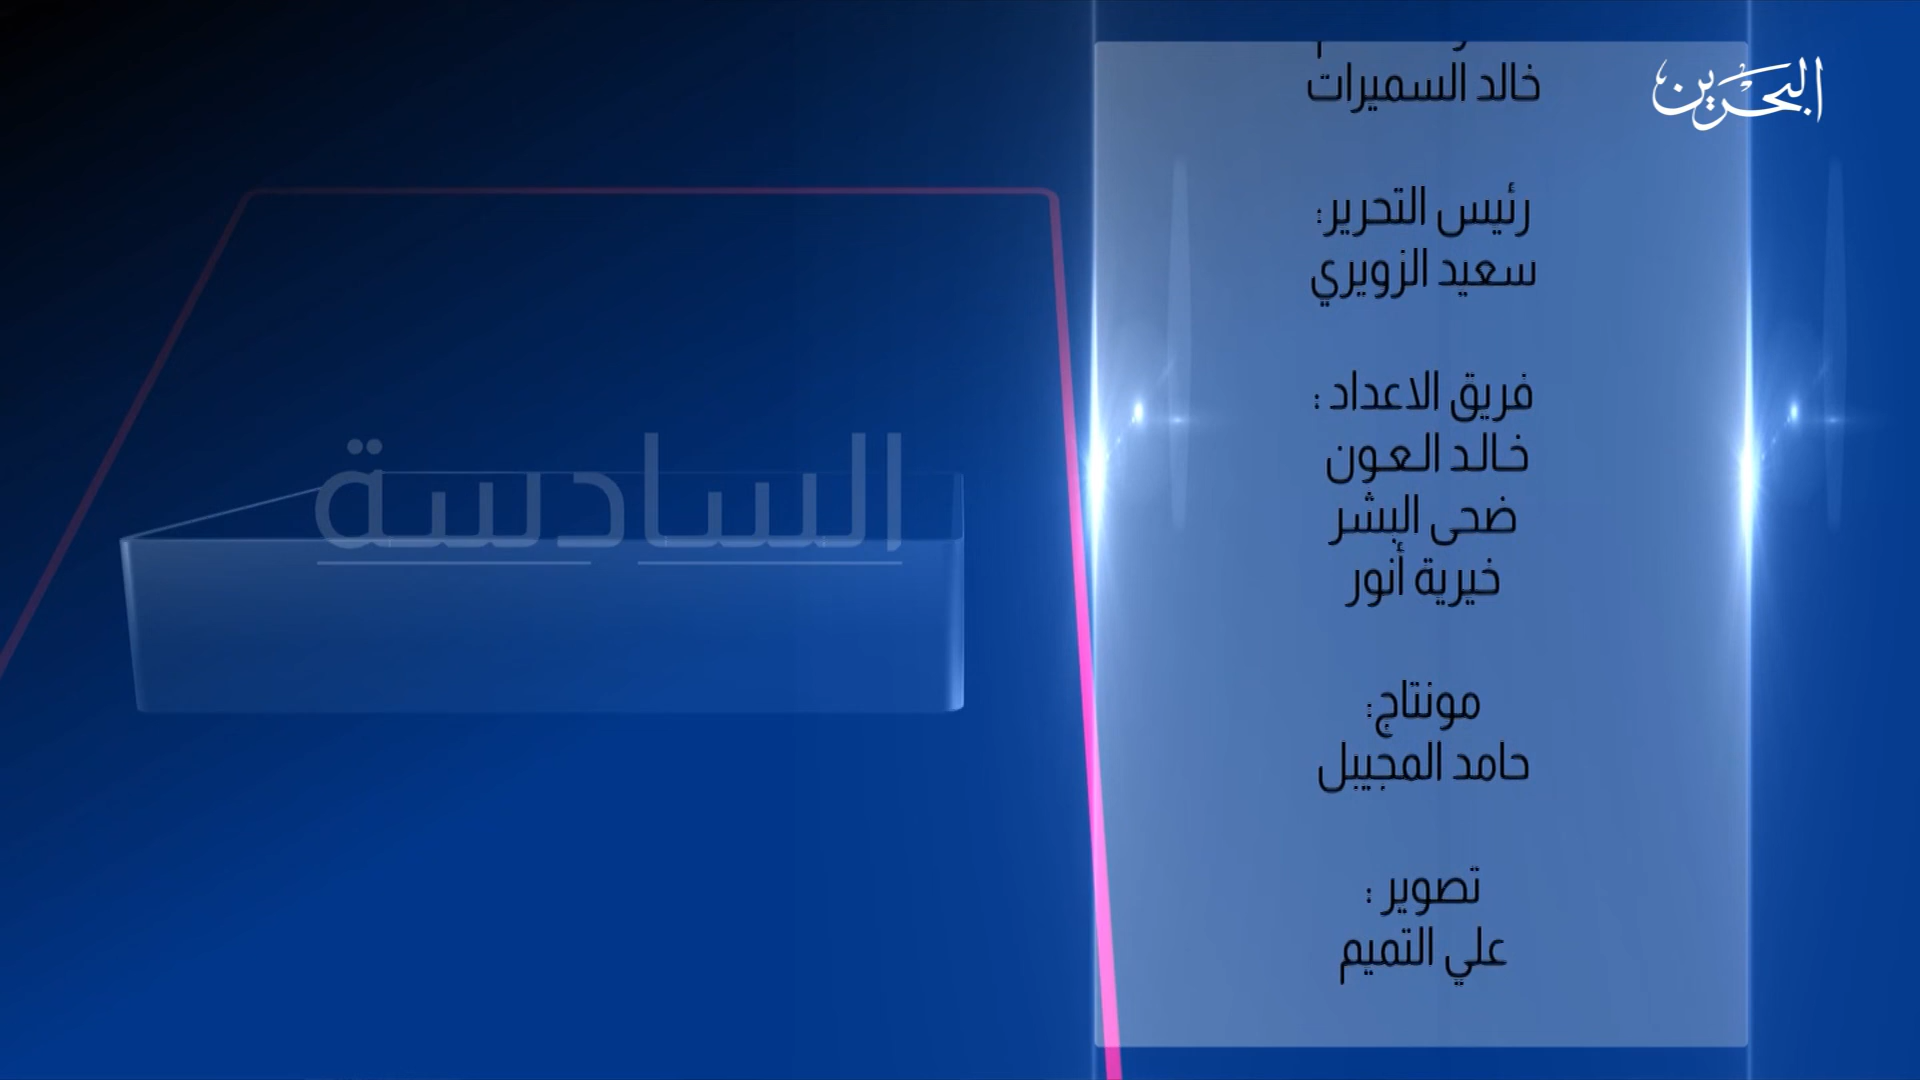 البحرين
خالد السميرات
رئيس التحرير:
سعيد الزويري
فريق الاعداد :
خالد العون
ضحى البشر
خيرية أنور
مونتاج:
حامد المجيبل
تصوير :
علي التميم
السادسة